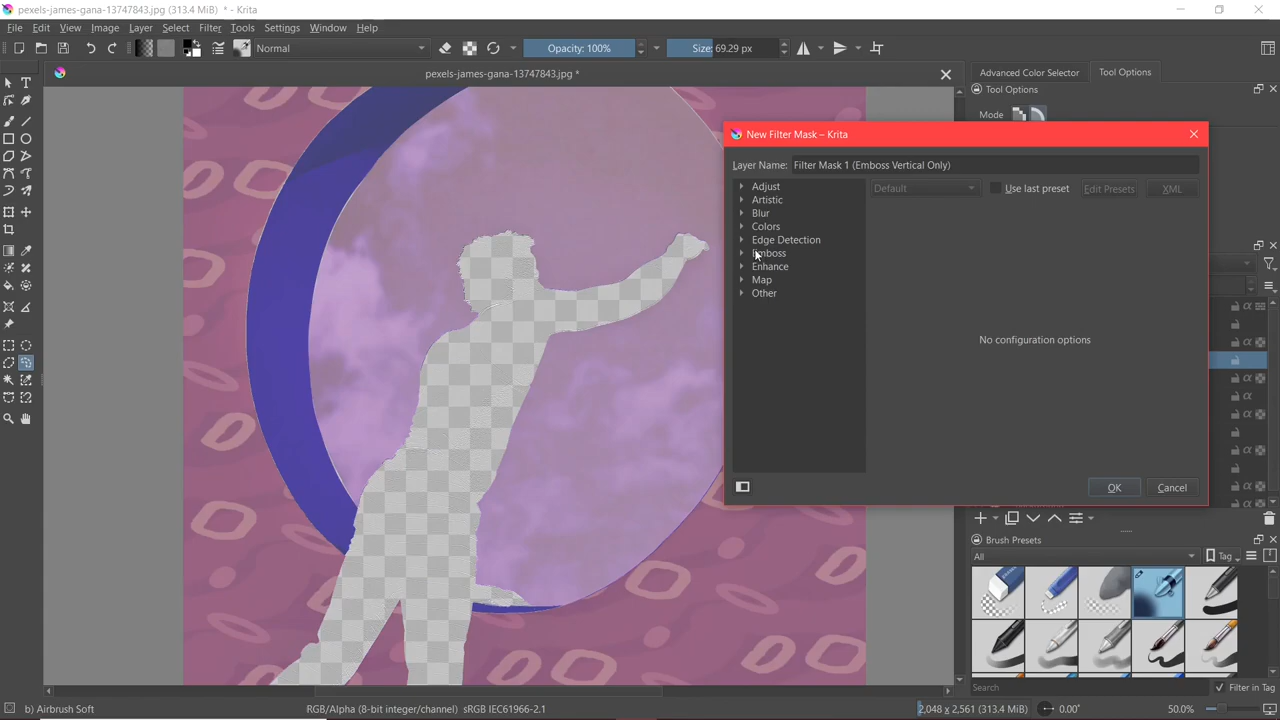 pexels-james-gana-13747843.jpg (313.4 MiB) * - Krita
File Edit View Image Layer Select Filter Tools Settings Window Help
Normal Opacity: 100% Size: 69.29 px
pexels-james-gana-13747843.jpg *
Advanced Color Selector Tool Options
Tool Options
Mode
New Filter Mask – Krita
Layer Name: Filter Mask 1 (Emboss Vertical Only)
Adjust
Artistic
Blur
Colors
Edge Detection
Emboss
Enhance
Map
Other
Default Use last preset Edit Presets XML
No configuration options
OK Cancel
Brush Presets
All Tag
Search Filter in Tag
b) Airbrush Soft RGB/Alpha (8-bit integer/channel) sRGB IEC61966-2.1 2,048 x 2,561 (313.4 MiB) 0.00° 50.0%